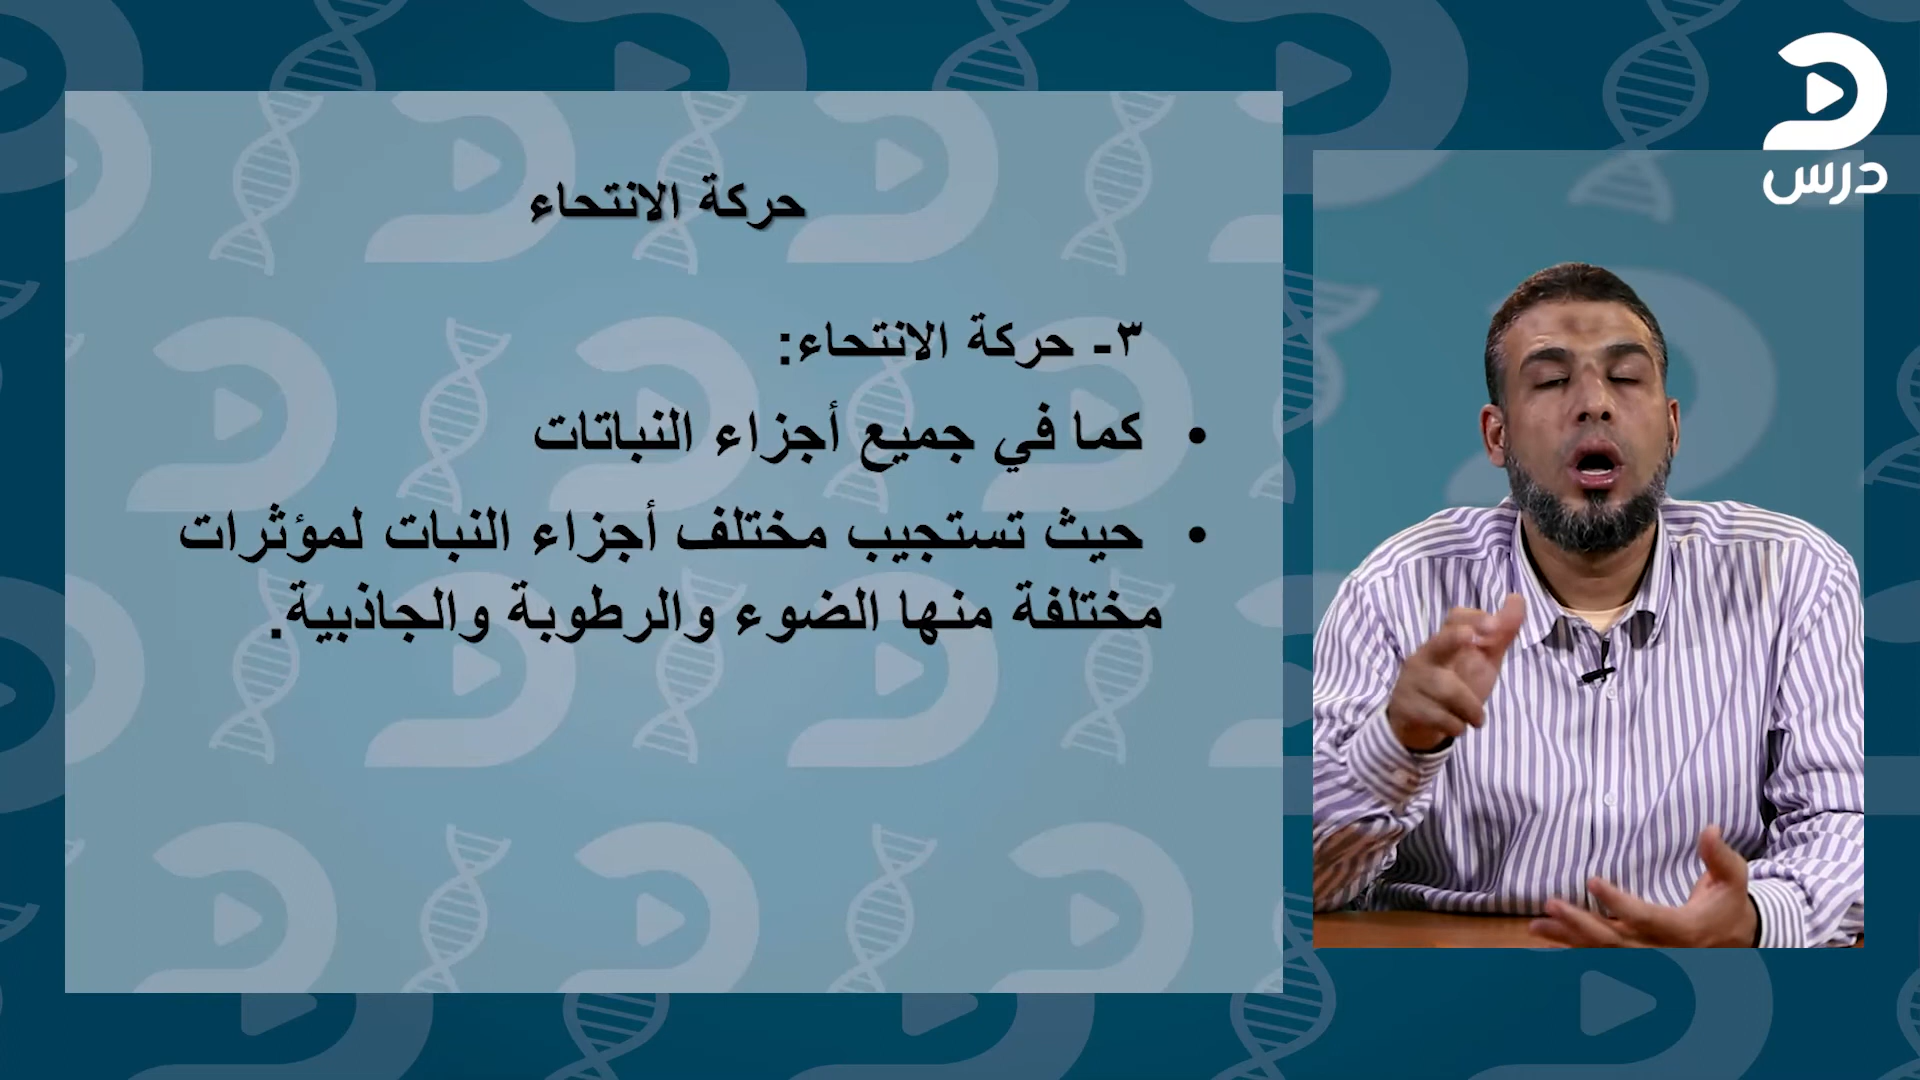 حركة الانتحاء
٣- حركة الانتحاء:
• كما في جميع أجزاء النباتات
• حيث تستجيب مختلف أجزاء النبات لمؤثرات
مختلفة منها الضوء والرطوبة والجاذبية.
درس